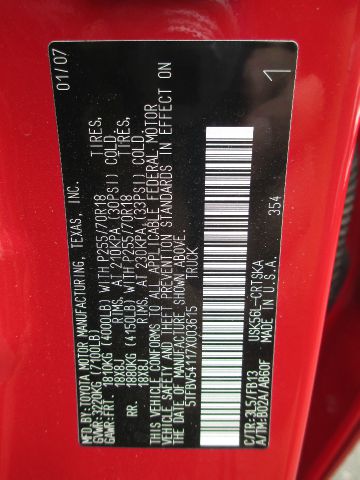 MFD. BY: TOYOTA MOTOR MANUFACTURING, TEXAS, INC. 01/07
GVWR: 3220KG (7100LB)
GAWR: FRT. 1810KG (4000LB) WITH P255/70R18 TIRES,
18X8J RIMS, AT 210KPA (30PSI) COLD.
RR. 1880KG (4150LB) WITH P255/70R18 TIRES,
18X8J RIMS, AT 230KPA (33PSI) COLD.
THIS VEHICLE CONFORMS TO ALL APPLICABLE FEDERAL MOTOR
VEHICLE SAFETY AND THEFT PREVENTION STANDARDS IN EFFECT ON
THE DATE OF MANUFACTURE SHOWN ABOVE.
5TFBV54117X003615 TRUCK
1
354
C/TR: 3L5/FB13 USK56L-CRTSKA
A/TM: B02A/AB60F MADE IN U.S.A.